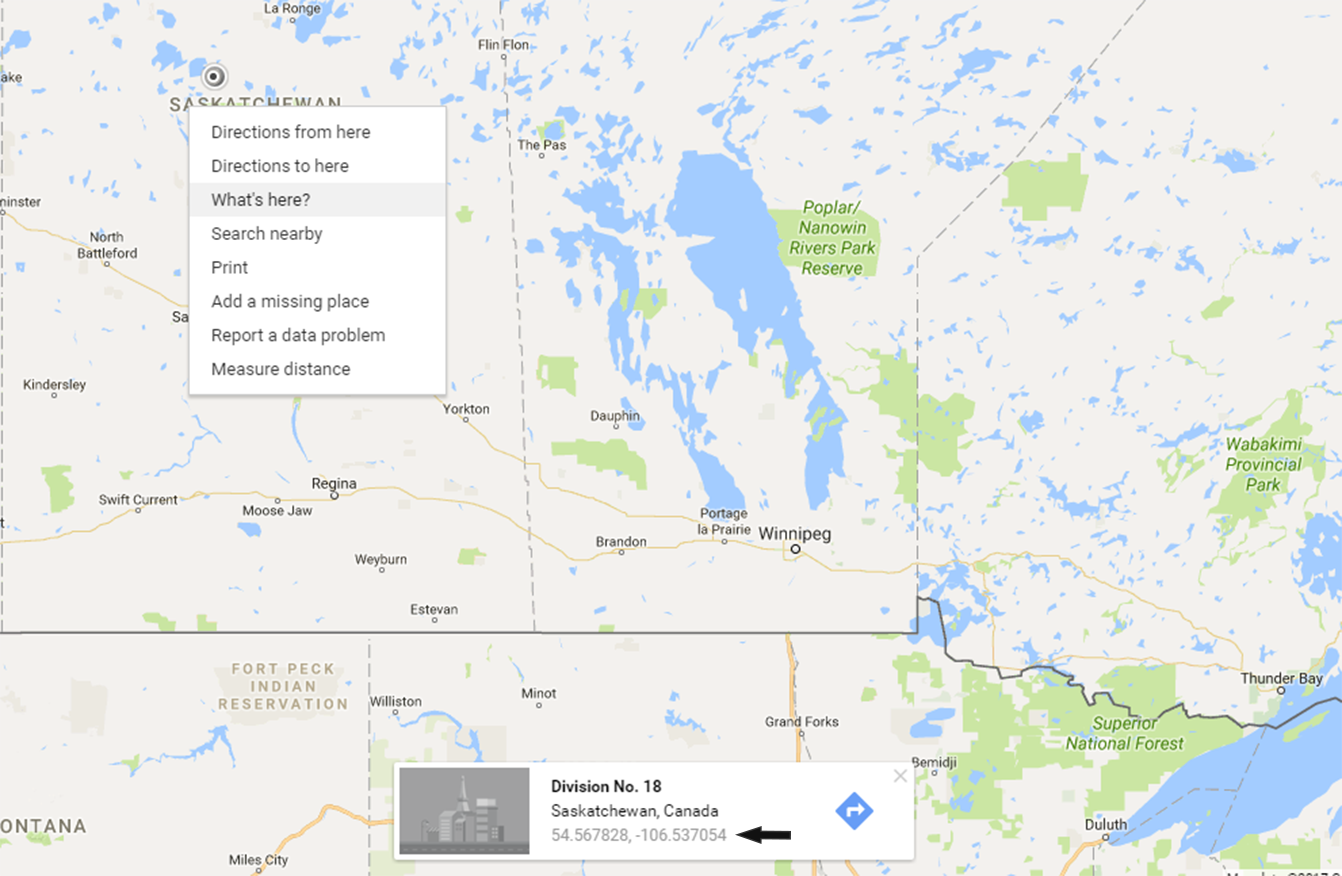 La Ronge
Flin Flon
ake
SASKATCHEWAN
Directions from here
Directions to here
What's here?
Search nearby
Print
Add a missing place
Report a data problem
Measure distance
The Pas
minster
North
Battleford
Sa
Poplar/
Nanowin
Rivers Park
Reserve
Kindersley
Yorkton
Dauphin
Wabakimi
Provincial
Park
Regina
Swift Current
Moose Jaw
Portage
la Prairie
Winnipeg
t
Brandon
Weyburn
Estevan
FORT PECK
INDIAN
RESERVATION
Williston
Minot
Grand Forks
Thunder Bay
Superior
National Forest
Bemidji
Division No. 18
Saskatchewan, Canada
54.567828, -106.537054
ONTANA
Duluth
Miles City